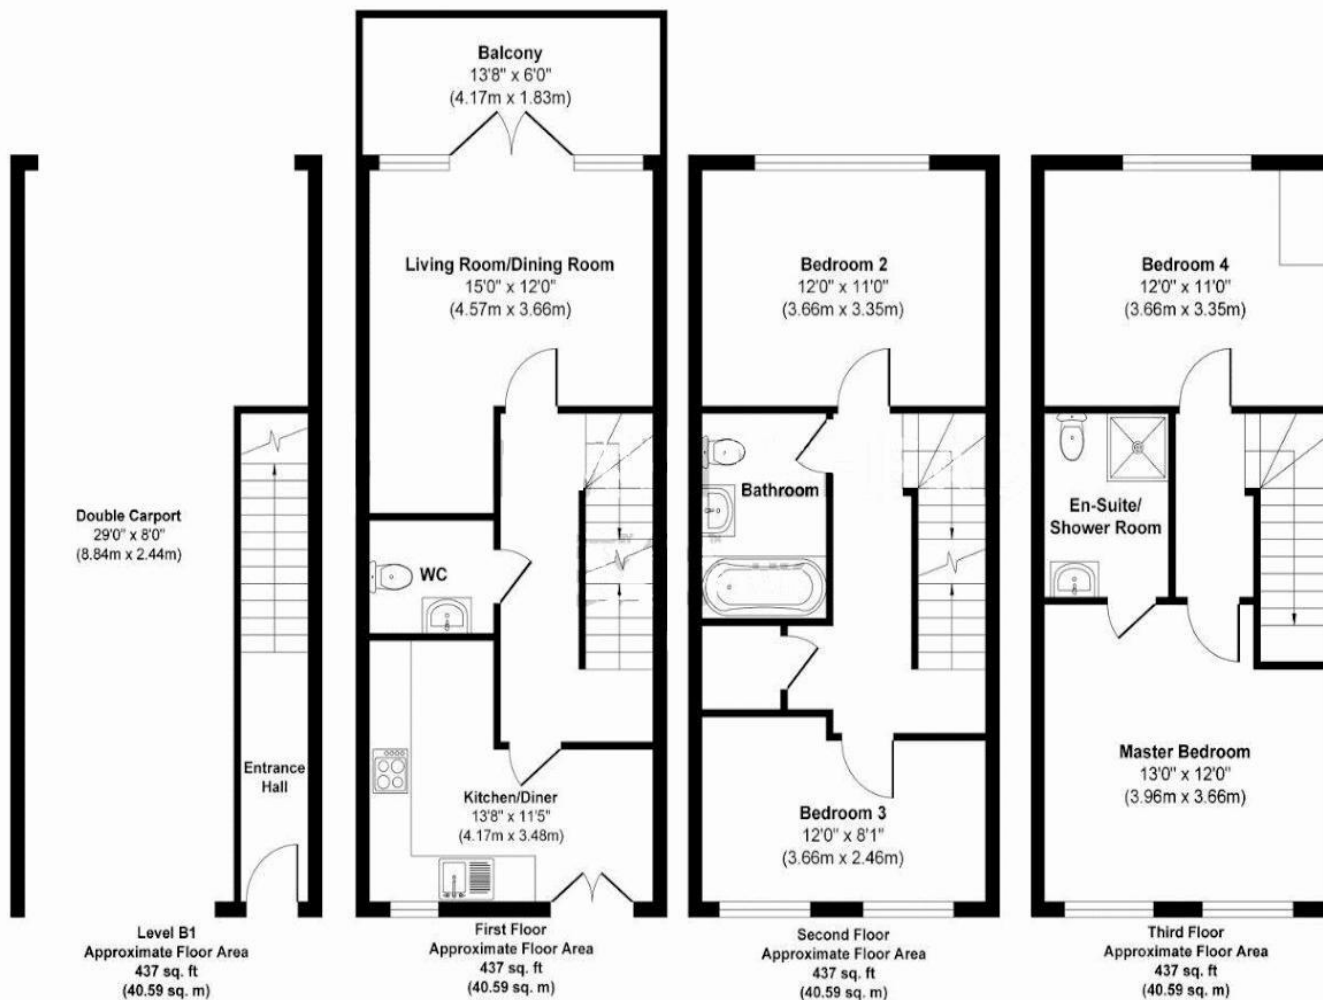 Balcony
13'8" x 6'0"
(4.17m x 1.83m)
Living Room/Dining Room
15'0" x 12'0"
(4.57m x 3.66m)
Bedroom 2
12'0" x 11'0"
(3.66m x 3.35m)
Bedroom 4
12'0" x 11'0"
(3.66m x 3.35m)
Double Carport
29'0" x 8'0"
(8.84m x 2.44m)
Bathroom
En-Suite/
Shower Room
WC
Entrance
Hall
Kitchen/Diner
13'8" x 11'5"
(4.17m x 3.48m)
Bedroom 3
12'0" x 8'1"
(3.66m x 2.46m)
Master Bedroom
13'0" x 12'0"
(3.96m x 3.66m)
Level B1
Approximate Floor Area
437 sq. ft
(40.59 sq. m)
First Floor
Approximate Floor Area
437 sq. ft
(40.59 sq. m)
Second Floor
Approximate Floor Area
437 sq. ft
(40.59 sq. m)
Third Floor
Approximate Floor Area
437 sq. ft
(40.59 sq. m)